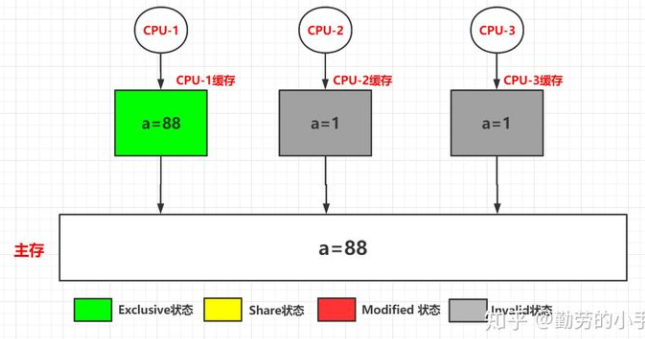 CPU-1 CPU-2 CPU-3
CPU-1缓存 CPU-2缓存 CPU-3缓存
a=88 a=1 a=1
主存 a=88
Exclusive状态 Share状态 Modified 状态 Invalid状态
知乎 @勤劳的小手